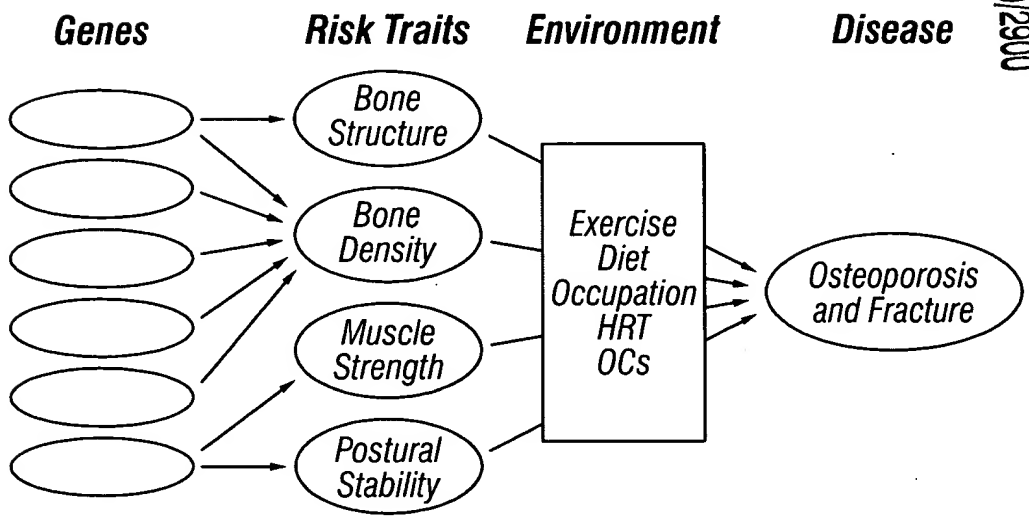 Genes
Risk Traits
Environment
Disease
/2900
Bone
Structure
Bone
Density
Muscle
Strength
Postural
Stability
Exercise
Diet
Occupation
HRT
OCs
Osteoporosis
and Fracture